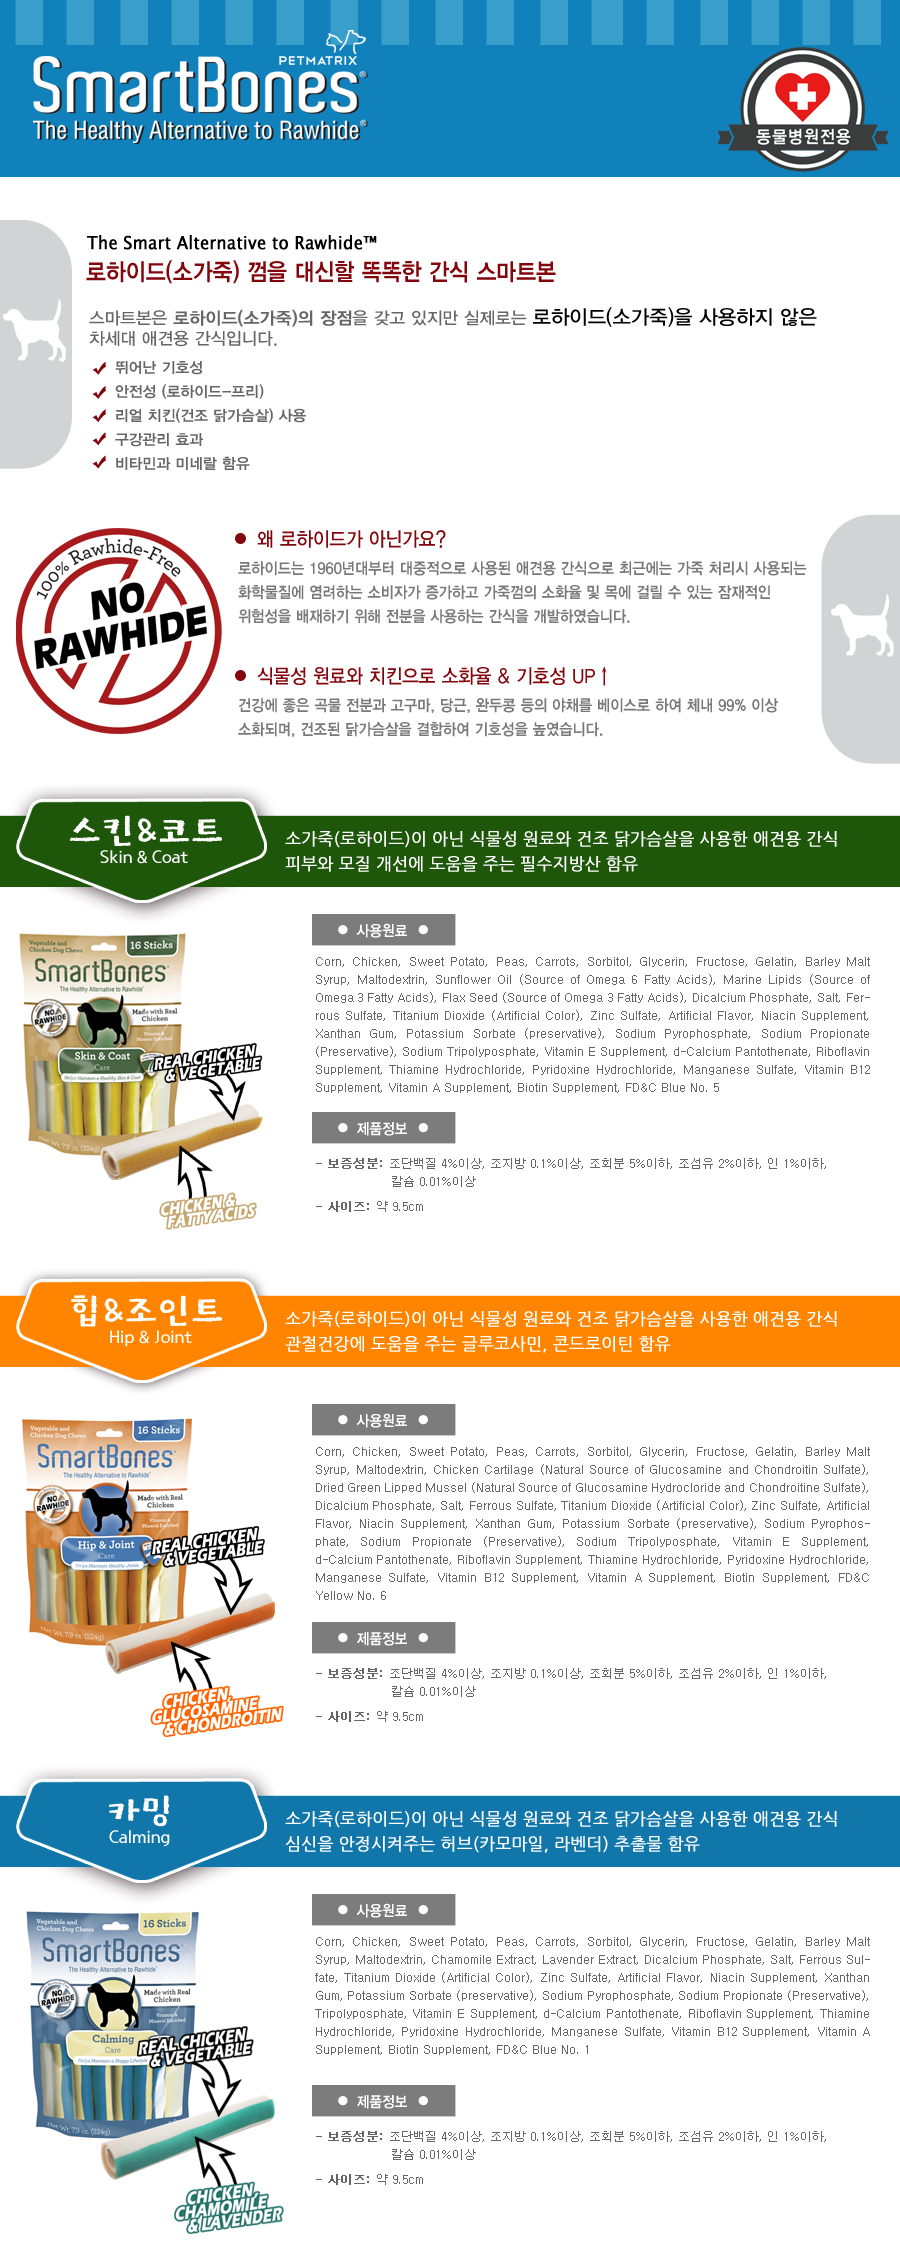 PETMATRIX
SmartBones®
The Healthy Alternative to Rawhide®
동물병원전용
The Smart Alternative to Rawhide™
로하이드(소가죽) 껌을 대신할 똑똑한 간식 스마트본
스마트본은 로하이드(소가죽)의 장점을 갖고 있지만 실제로는 로하이드(소가죽)을 사용하지 않은
차세대 애견용 간식입니다.
뛰어난 기호성
안전성 (로하이드-프리)
리얼 치킨(건조 닭가슴살) 사용
구강관리 효과
비타민과 미네랄 함유
100% Rawhide-Free
NO
RAWHIDE
● 왜 로하이드가 아닌가요?
로하이드는 1960년대부터 대중적으로 사용된 애견용 간식으로 최근에는 가죽 처리시 사용되는
화학물질에 염려하는 소비자가 증가하고 가죽껌의 소화율 및 목에 걸릴 수 있는 잠재적인
위험성을 배재하기 위해 전분을 사용하는 간식을 개발하였습니다.
● 식물성 원료와 치킨으로 소화율 & 기호성 UP↑
건강에 좋은 곡물 전분과 고구마, 당근, 완두콩 등의 야채를 베이스로 하여 체내 99% 이상
소화되며, 건조된 닭가슴살을 결합하여 기호성을 높였습니다.
스킨&코트
Skin & Coat
소가죽(로하이드)이 아닌 식물성 원료와 건조 닭가슴살을 사용한 애견용 간식
피부와 모질 개선에 도움을 주는 필수지방산 함유
Vegetable and
Chicken Dog Chews
16 Sticks
SmartBones
The Healthy Alternative to Rawhide
NO
RAWHIDE
Made with Real
Chicken
Vitamin &
Mineral Enriched
Skin & Coat
Care
Helps Maintain a Healthy Skin & Coat
Net Wt. 7.9 oz. (224g)
REAL CHICKEN
& VEGETABLE
CHICKEN &
FATTY ACIDS
● 사용원료 ●
Corn, Chicken, Sweet Potato, Peas, Carrots, Sorbitol, Glycerin, Fructose, Gelatin, Barley Malt
Syrup, Maltodextrin, Sunflower Oil (Source of Omega 6 Fatty Acids), Marine Lipids (Source of
Omega 3 Fatty Acids), Flax Seed (Source of Omega 3 Fatty Acids), Dicalcium Phosphate, Salt, Fer-
rous Sulfate, Titanium Dioxide (Artificial Color), Zinc Sulfate, Artificial Flavor, Niacin Supplement,
Xanthan Gum, Potassium Sorbate (preservative), Sodium Pyrophosphate, Sodium Propionate
(Preservative), Sodium Tripolyposphate, Vitamin E Supplement, d-Calcium Pantothenate, Riboflavin
Supplement, Thiamine Hydrochloride, Pyridoxine Hydrochloride, Manganese Sulfate, Vitamin B12
Supplement, Vitamin A Supplement, Biotin Supplement, FD&C Blue No. 5
● 제품정보 ●
- 보증성분: 조단백질 4%이상, 조지방 0.1%이상, 조회분 5%이하, 조섬유 2%이하, 인 1%이하,
칼슘 0.01%이상
- 사이즈: 약 9.5cm
힙&조인트
Hip & Joint
소가죽(로하이드)이 아닌 식물성 원료와 건조 닭가슴살을 사용한 애견용 간식
관절건강에 도움을 주는 글루코사민, 콘드로이틴 함유
Vegetable and
Chicken Dog Chews
16 Sticks
SmartBones
The Healthy Alternative to Rawhide
NO
RAWHIDE
Made with Real
Chicken
Vitamin &
Mineral Enriched
Hip & Joint
Care
Helps Maintain Healthy Joints
Net Wt. 7.9 oz. (224g)
REAL CHICKEN
& VEGETABLE
CHICKEN,
GLUCOSAMINE
& CHONDROITIN
● 사용원료 ●
Corn, Chicken, Sweet Potato, Peas, Carrots, Sorbitol, Glycerin, Fructose, Gelatin, Barley Malt
Syrup, Maltodextrin, Chicken Cartilage (Natural Source of Glucosamine and Chondroitin Sulfate),
Dried Green Lipped Mussel (Natural Source of Glucosamine Hydrocloride and Chondroitine Sulfate),
Dicalcium Phosphate, Salt, Ferrous Sulfate, Titanium Dioxide (Artificial Color), Zinc Sulfate, Artificial
Flavor, Niacin Supplement, Xanthan Gum, Potassium Sorbate (preservative), Sodium Pyrophos-
phate, Sodium Propionate (Preservative), Sodium Tripolyposphate, Vitamin E Supplement,
d-Calcium Pantothenate, Riboflavin Supplement, Thiamine Hydrochloride, Pyridoxine Hydrochloride,
Manganese Sulfate, Vitamin B12 Supplement, Vitamin A Supplement, Biotin Supplement, FD&C
Yellow No. 6
● 제품정보 ●
- 보증성분: 조단백질 4%이상, 조지방 0.1%이상, 조회분 5%이하, 조섬유 2%이하, 인 1%이하,
칼슘 0.01%이상
- 사이즈: 약 9.5cm
카밍
Calming
소가죽(로하이드)이 아닌 식물성 원료와 건조 닭가슴살을 사용한 애견용 간식
심신을 안정시켜주는 허브(카모마일, 라벤더) 추출물 함유
Vegetable and
Chicken Dog Chews
16 Sticks
SmartBones
The Healthy Alternative to Rawhide
NO
RAWHIDE
Made with Real
Chicken
Vitamin &
Mineral Enriched
Calming
Care
Helps Maintain a Happy Lifestyle
Net Wt. 7.9 oz. (224g)
REAL CHICKEN
& VEGETABLE
CHICKEN,
CHAMOMILE
& LAVENDER
● 사용원료 ●
Corn, Chicken, Sweet Potato, Peas, Carrots, Sorbitol, Glycerin, Fructose, Gelatin, Barley Malt
Syrup, Maltodextrin, Chamomile Extract, Lavender Extract, Dicalcium Phosphate, Salt, Ferrous Sul-
fate, Titanium Dioxide (Artificial Color), Zinc Sulfate, Artificial Flavor, Niacin Supplement, Xanthan
Gum, Potassium Sorbate (preservative), Sodium Pyrophosphate, Sodium Propionate (Preservative),
Tripolyposphate, Vitamin E Supplement, d-Calcium Pantothenate, Riboflavin Supplement, Thiamine
Hydrochloride, Pyridoxine Hydrochloride, Manganese Sulfate, Vitamin B12 Supplement, Vitamin A
Supplement, Biotin Supplement, FD&C Blue No. 1
● 제품정보 ●
- 보증성분: 조단백질 4%이상, 조지방 0.1%이상, 조회분 5%이하, 조섬유 2%이하, 인 1%이하,
칼슘 0.01%이상
- 사이즈: 약 9.5cm